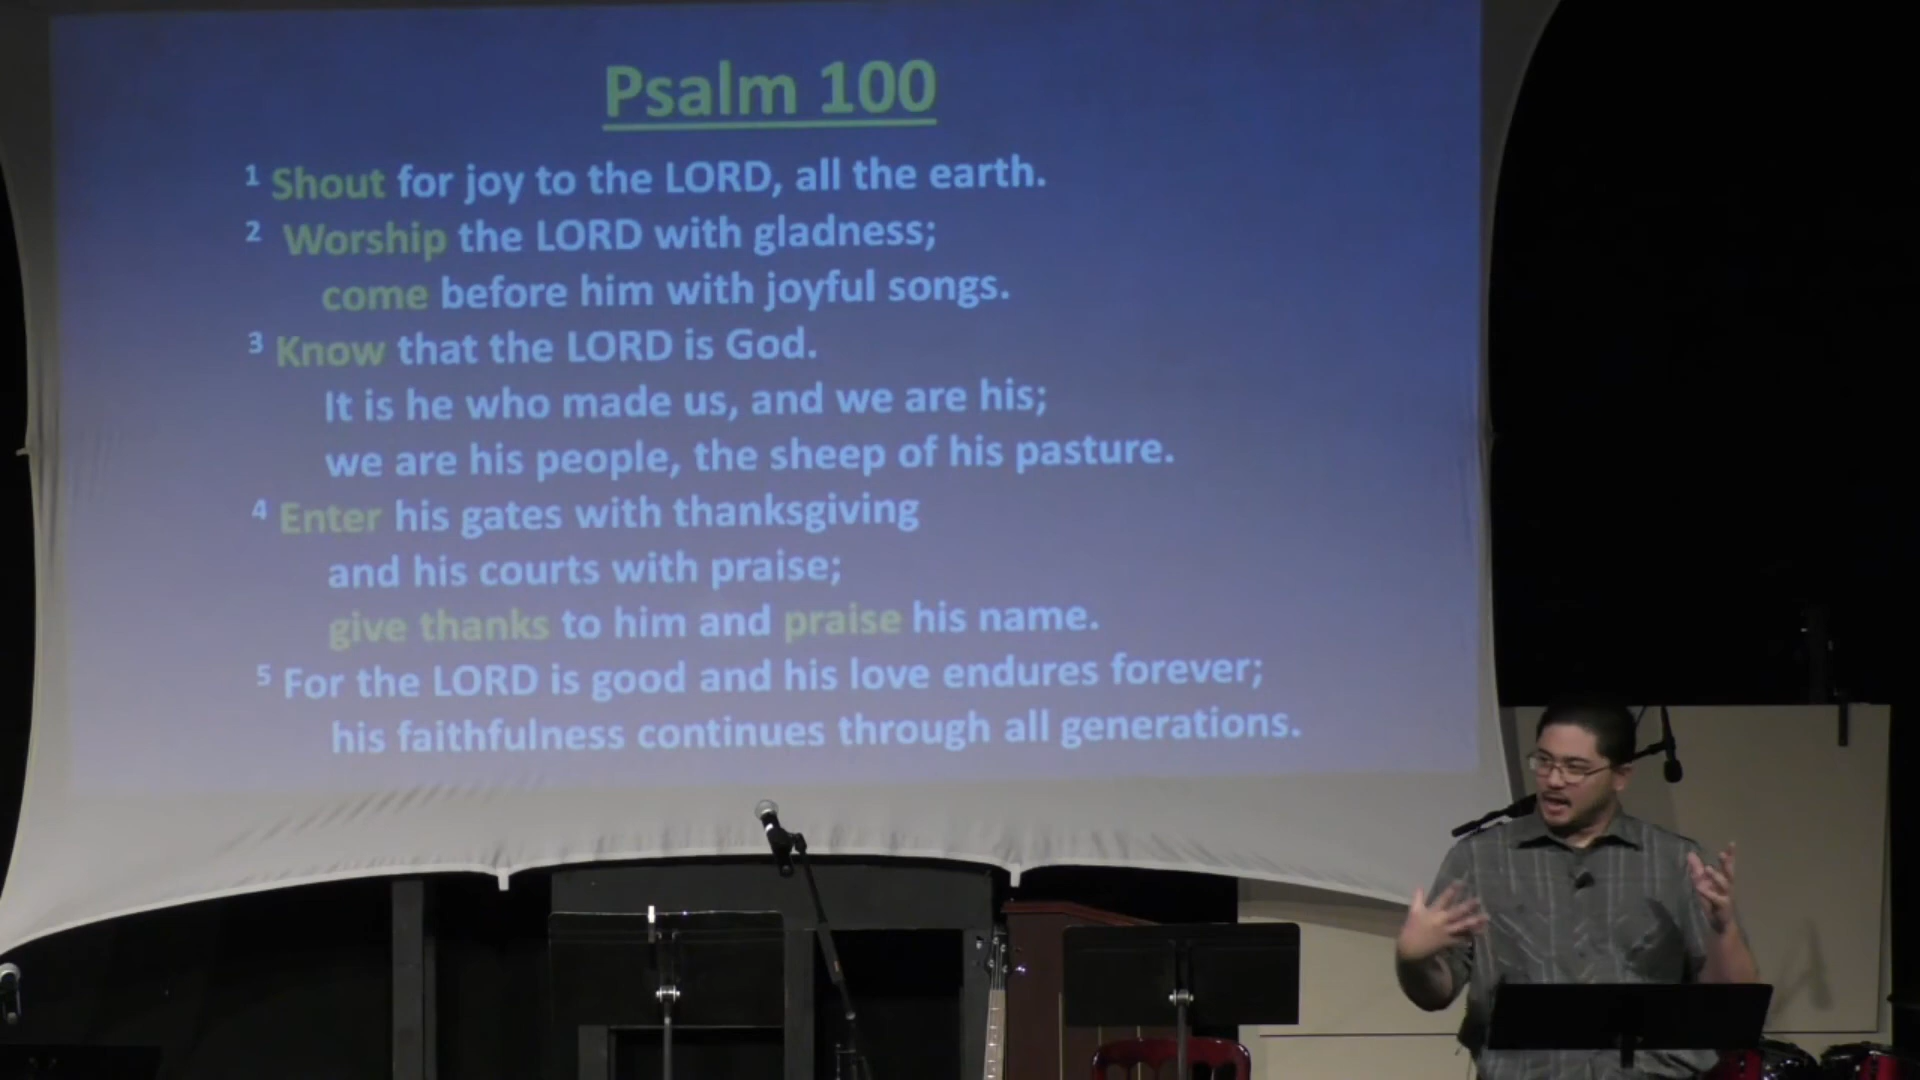 Psalm 100
1 Shout for joy to the LORD, all the earth.
2 Worship the LORD with gladness;
come before him with joyful songs.
3 Know that the LORD is God.
It is he who made us, and we are his;
we are his people, the sheep of his pasture.
4 Enter his gates with thanksgiving
and his courts with praise;
give thanks to him and praise his name.
5 For the LORD is good and his love endures forever;
his faithfulness continues through all generations.